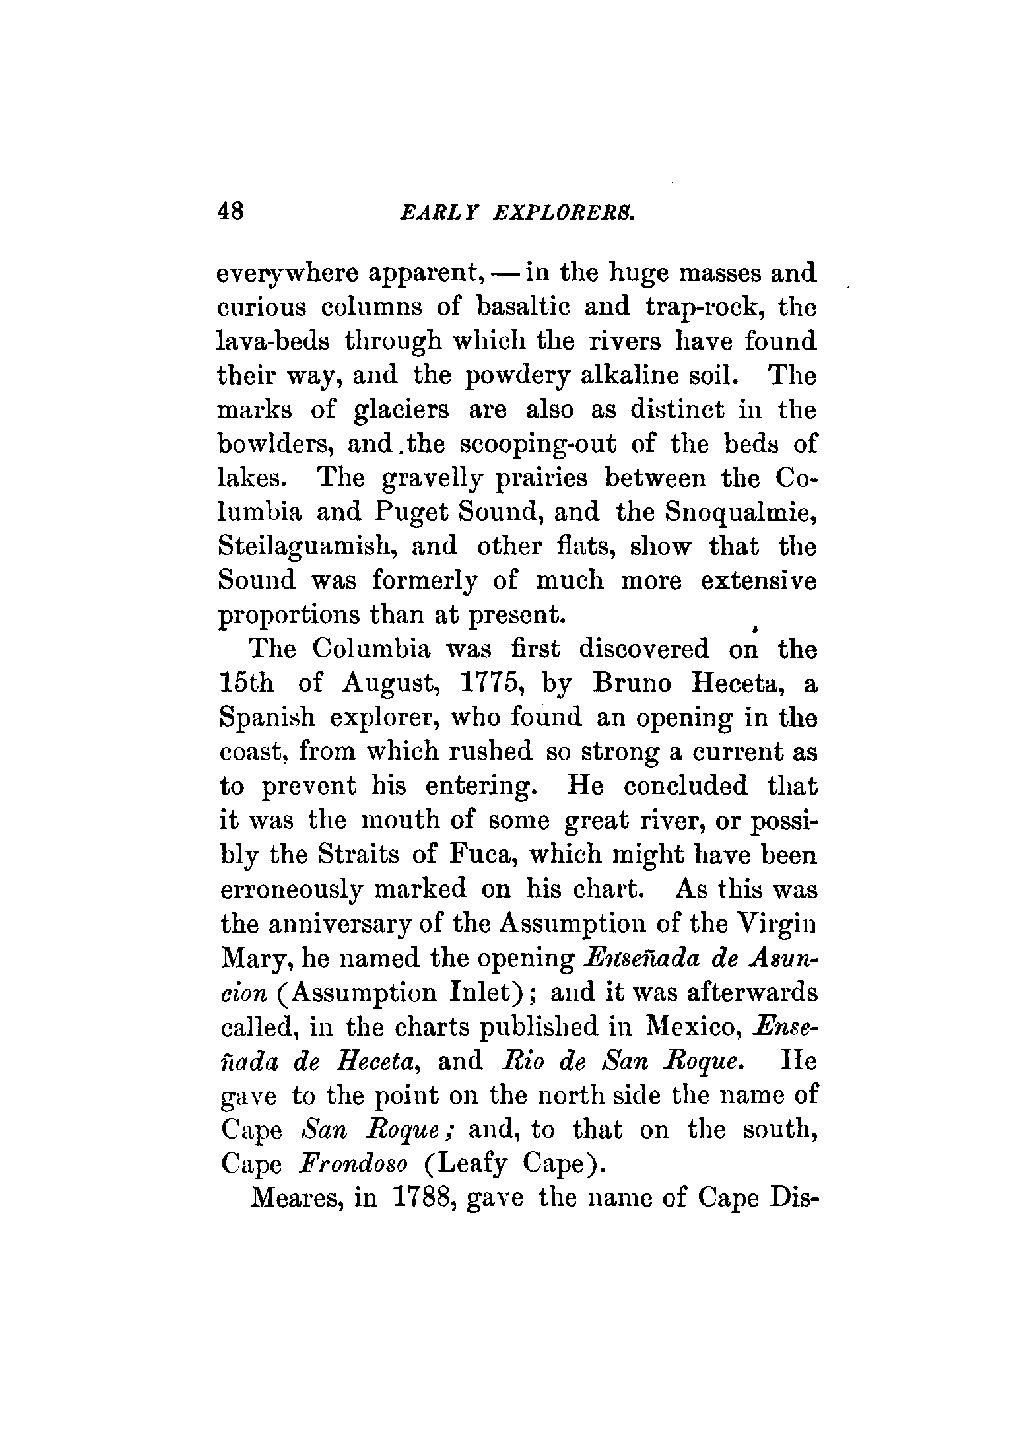 48 EARLY EXPLORERS.
everywhere apparent, — in the huge masses and
curious columns of basaltic and trap-rock, the
lava-beds through which the rivers have found
their way, and the powdery alkaline soil. The
marks of glaciers are also as distinct in the
bowlders, and the scooping-out of the beds of
lakes. The gravelly prairies between the Co-
lumbia and Puget Sound, and the Snoqualmie,
Steilaguamish, and other flats, show that the
Sound was formerly of much more extensive
proportions than at present.
The Columbia was first discovered on the
15th of August, 1775, by Bruno Heceta, a
Spanish explorer, who found an opening in the
coast, from which rushed so strong a current as
to prevent his entering. He concluded that
it was the mouth of some great river, or possi-
bly the Straits of Fuca, which might have been
erroneously marked on his chart. As this was
the anniversary of the Assumption of the Virgin
Mary, he named the opening Enseñada de Asun-
cion (Assumption Inlet); and it was afterwards
called, in the charts published in Mexico, Ense-
ñada de Heceta, and Rio de San Roque. He
gave to the point on the north side the name of
Cape San Roque; and, to that on the south,
Cape Frondoso (Leafy Cape).
Meares, in 1788, gave the name of Cape Dis-